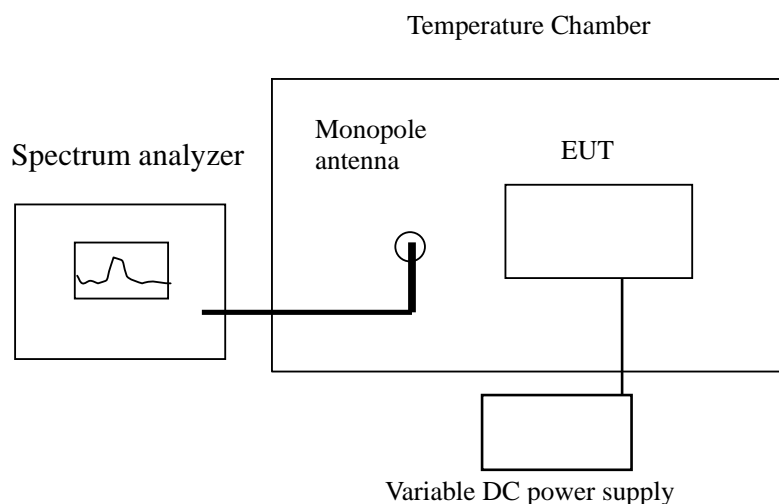 Temperature Chamber
Monopole
antenna
EUT
Spectrum analyzer
Variable DC power supply